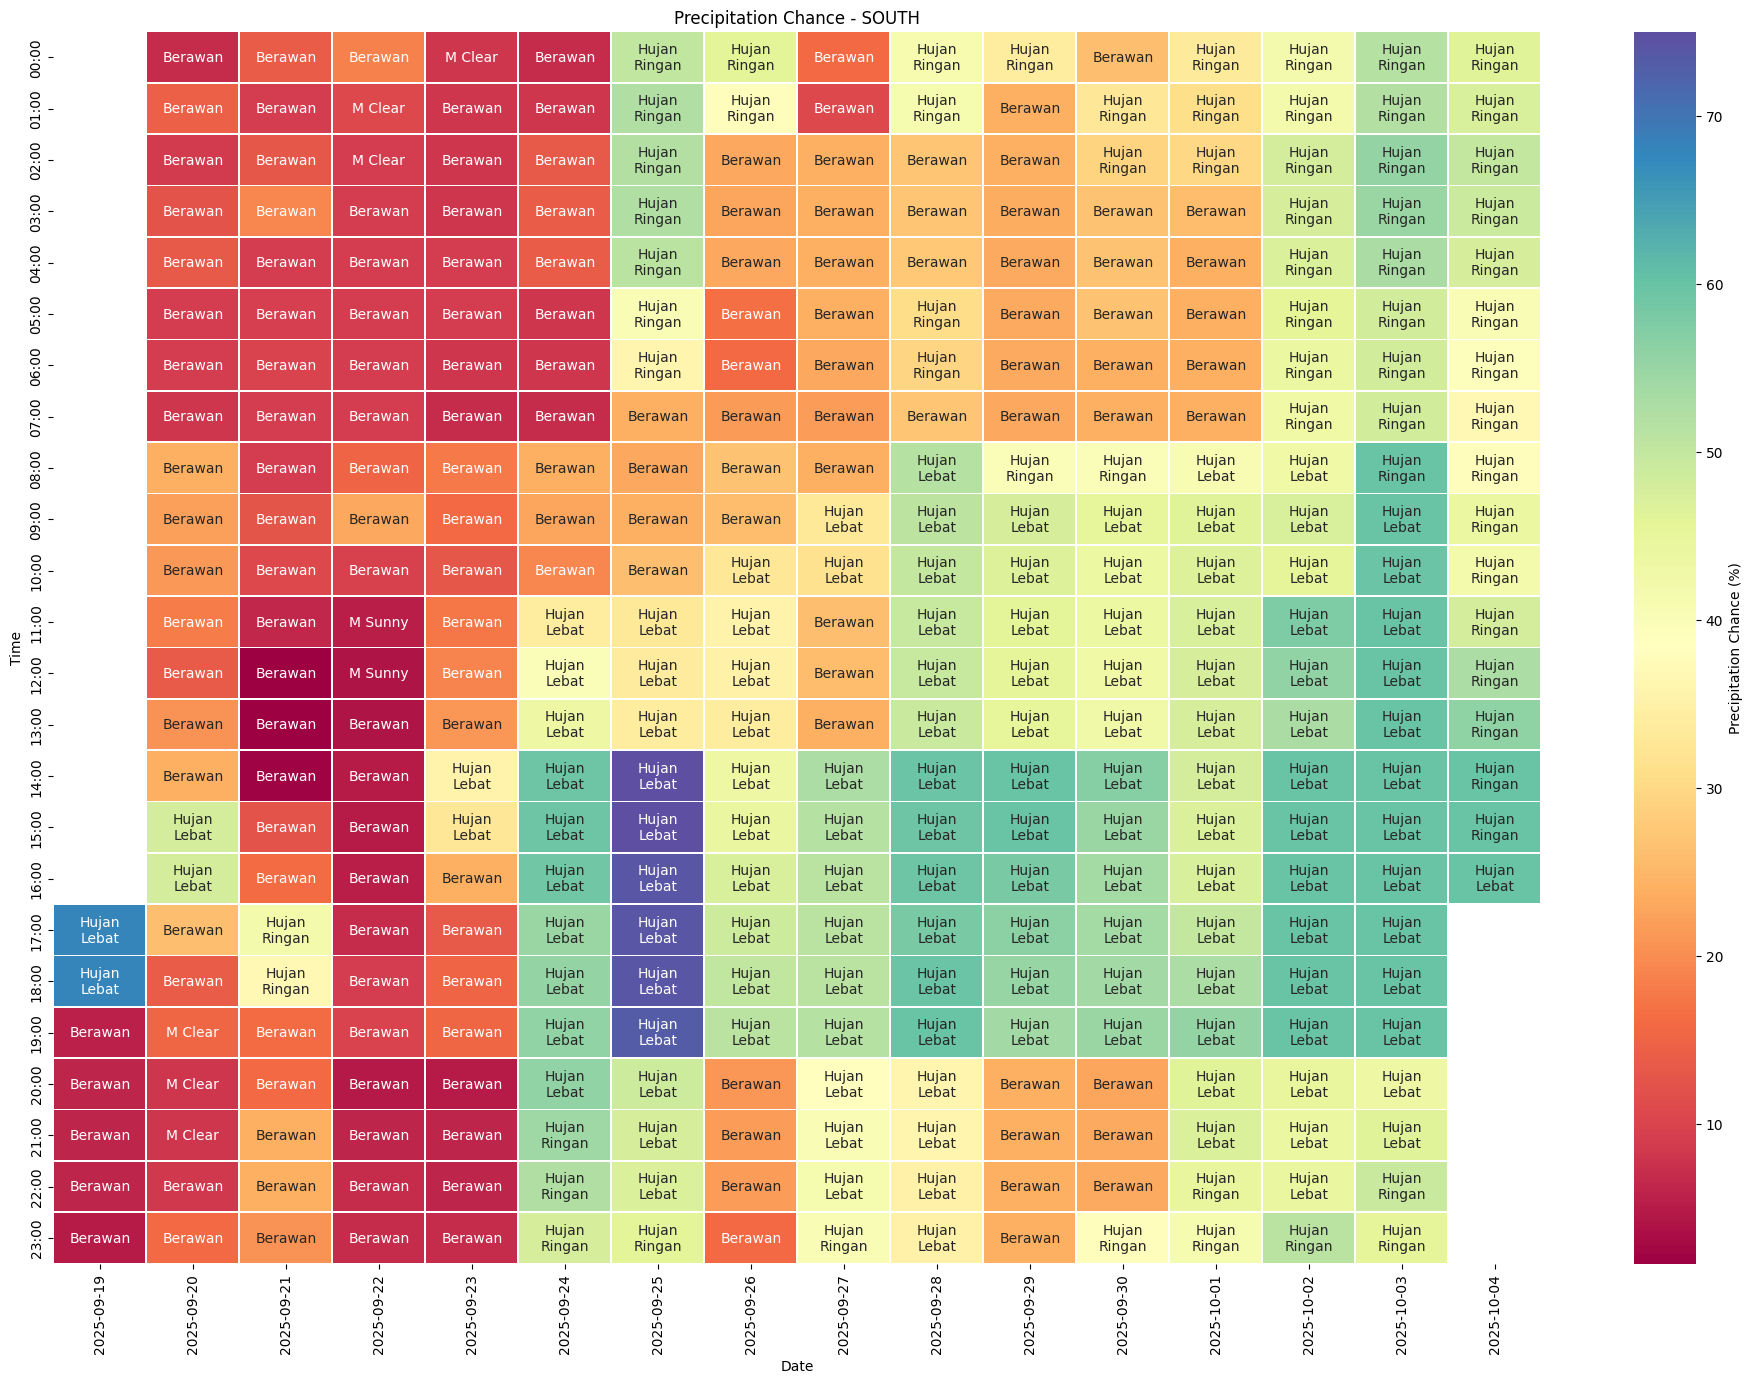 Precipitation Chance - SOUTH
00:00 Berawan Berawan Berawan M Clear Berawan Hujan Ringan Hujan Ringan Berawan Hujan Ringan Hujan Ringan Berawan Hujan Ringan Hujan Ringan Hujan Ringan Hujan Ringan
01:00 Berawan Berawan M Clear Berawan Berawan Hujan Ringan Hujan Ringan Berawan Hujan Ringan Berawan Hujan Ringan Hujan Ringan Hujan Ringan Hujan Ringan Hujan Ringan
02:00 Berawan Berawan M Clear Berawan Berawan Hujan Ringan Berawan Berawan Berawan Berawan Hujan Ringan Hujan Ringan Hujan Ringan Hujan Ringan Hujan Ringan
03:00 Berawan Berawan Berawan Berawan Berawan Hujan Ringan Berawan Berawan Berawan Berawan Berawan Berawan Hujan Ringan Hujan Ringan Hujan Ringan
04:00 Berawan Berawan Berawan Berawan Berawan Hujan Ringan Berawan Berawan Berawan Berawan Berawan Berawan Hujan Ringan Hujan Ringan Hujan Ringan
05:00 Berawan Berawan Berawan Berawan Berawan Hujan Ringan Berawan Berawan Hujan Ringan Berawan Berawan Berawan Hujan Ringan Hujan Ringan Hujan Ringan
06:00 Berawan Berawan Berawan Berawan Berawan Hujan Ringan Berawan Berawan Hujan Ringan Berawan Berawan Berawan Hujan Ringan Hujan Ringan Hujan Ringan
07:00 Berawan Berawan Berawan Berawan Berawan Berawan Berawan Berawan Berawan Berawan Berawan Berawan Hujan Ringan Hujan Ringan Hujan Ringan
08:00 Berawan Berawan Berawan Berawan Berawan Berawan Berawan Berawan Hujan Lebat Hujan Ringan Hujan Ringan Hujan Lebat Hujan Lebat Hujan Ringan Hujan Ringan
09:00 Berawan Berawan Berawan Berawan Berawan Berawan Berawan Hujan Lebat Hujan Lebat Hujan Lebat Hujan Lebat Hujan Lebat Hujan Lebat Hujan Lebat Hujan Ringan
10:00 Berawan Berawan Berawan Berawan Berawan Berawan Hujan Lebat Hujan Lebat Hujan Lebat Hujan Lebat Hujan Lebat Hujan Lebat Hujan Lebat Hujan Lebat Hujan Ringan
11:00 Berawan Berawan M Sunny Berawan Hujan Lebat Hujan Lebat Hujan Lebat Berawan Hujan Lebat Hujan Lebat Hujan Lebat Hujan Lebat Hujan Lebat Hujan Lebat Hujan Ringan
12:00 Berawan Berawan M Sunny Berawan Hujan Lebat Hujan Lebat Hujan Lebat Berawan Hujan Lebat Hujan Lebat Hujan Lebat Hujan Lebat Hujan Lebat Hujan Lebat Hujan Ringan
13:00 Berawan Berawan Berawan Berawan Hujan Lebat Hujan Lebat Hujan Lebat Berawan Hujan Lebat Hujan Lebat Hujan Lebat Hujan Lebat Hujan Lebat Hujan Lebat Hujan Ringan
14:00 Berawan Berawan Berawan Hujan Lebat Hujan Lebat Hujan Lebat Hujan Lebat Hujan Lebat Hujan Lebat Hujan Lebat Hujan Lebat Hujan Lebat Hujan Lebat Hujan Lebat Hujan Ringan
15:00 Hujan Lebat Berawan Berawan Hujan Lebat Hujan Lebat Hujan Lebat Hujan Lebat Hujan Lebat Hujan Lebat Hujan Lebat Hujan Lebat Hujan Lebat Hujan Lebat Hujan Lebat Hujan Ringan
16:00 Hujan Lebat Berawan Berawan Berawan Hujan Lebat Hujan Lebat Hujan Lebat Hujan Lebat Hujan Lebat Hujan Lebat Hujan Lebat Hujan Lebat Hujan Lebat Hujan Lebat Hujan Lebat
17:00 Hujan Lebat Berawan Hujan Ringan Berawan Berawan Hujan Lebat Hujan Lebat Hujan Lebat Hujan Lebat Hujan Lebat Hujan Lebat Hujan Lebat Hujan Lebat Hujan Lebat Hujan Lebat
18:00 Hujan Lebat Berawan Hujan Ringan Berawan Berawan Hujan Lebat Hujan Lebat Hujan Lebat Hujan Lebat Hujan Lebat Hujan Lebat Hujan Lebat Hujan Lebat Hujan Lebat Hujan Lebat
19:00 Berawan M Clear Berawan Berawan Berawan Hujan Lebat Hujan Lebat Hujan Lebat Hujan Lebat Hujan Lebat Hujan Lebat Hujan Lebat Hujan Lebat Hujan Lebat Hujan Lebat
20:00 Berawan M Clear Berawan Berawan Berawan Hujan Lebat Hujan Lebat Berawan Hujan Lebat Hujan Lebat Berawan Berawan Hujan Lebat Hujan Lebat Hujan Lebat
21:00 Berawan M Clear Berawan Berawan Berawan Hujan Ringan Hujan Lebat Berawan Hujan Lebat Hujan Lebat Berawan Berawan Hujan Lebat Hujan Lebat Hujan Lebat
22:00 Berawan Berawan Berawan Berawan Berawan Hujan Ringan Hujan Lebat Berawan Hujan Lebat Hujan Lebat Berawan Berawan Hujan Ringan Hujan Lebat Hujan Ringan
23:00 Berawan Berawan Berawan Berawan Berawan Hujan Ringan Hujan Ringan Berawan Hujan Ringan Hujan Lebat Berawan Hujan Ringan Hujan Ringan Hujan Ringan Hujan Ringan
2025-09-19 2025-09-20 2025-09-21 2025-09-22 2025-09-23 2025-09-24 2025-09-25 2025-09-26 2025-09-27 2025-09-28 2025-09-29 2025-09-30 2025-10-01 2025-10-02 2025-10-03 2025-10-04
Date
Time
70
60
50
40
30
20
10
Precipitation Chance (%)